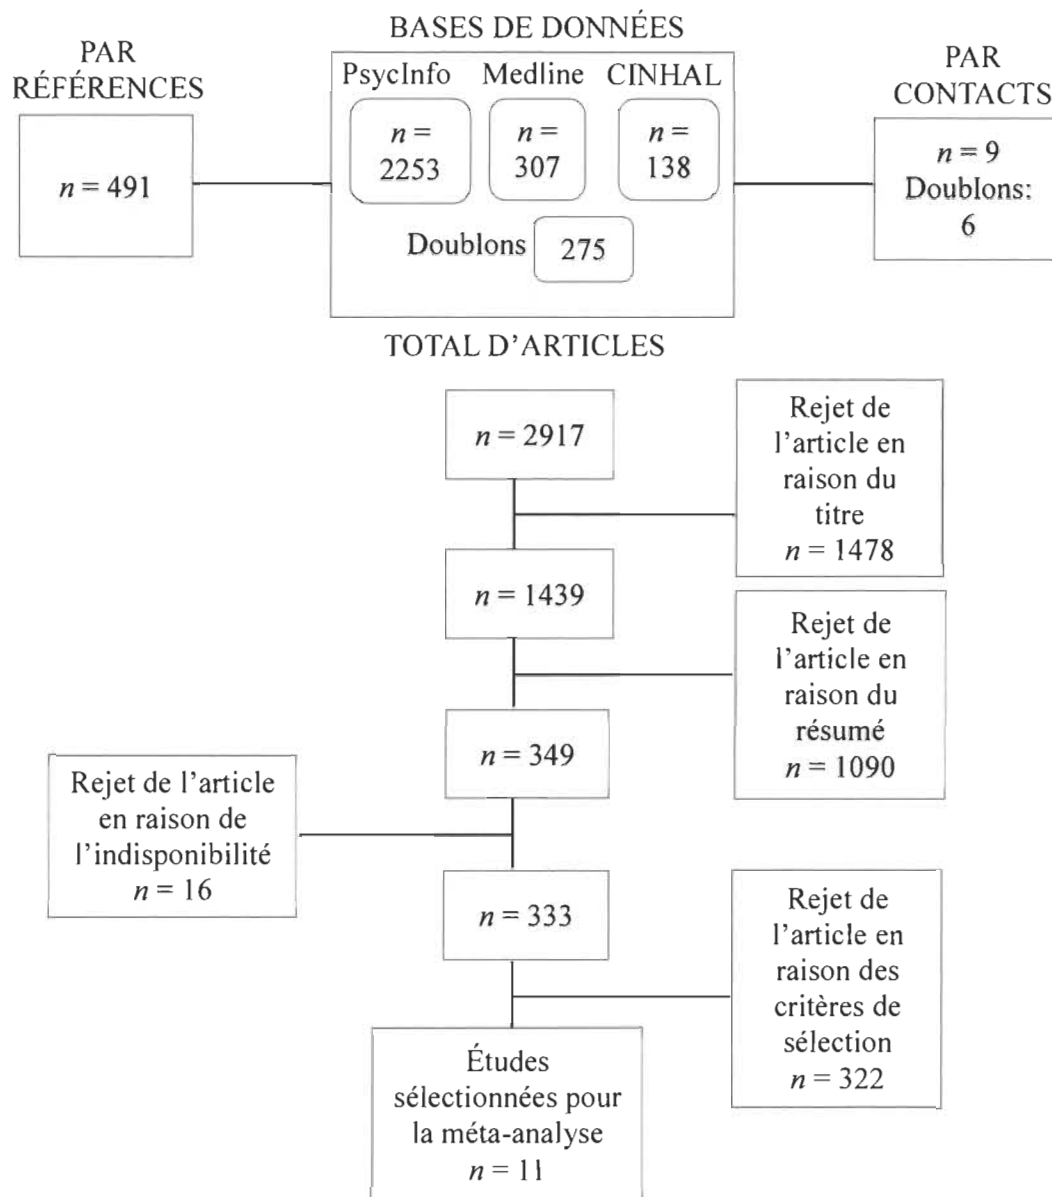 PAR
RÉFÉRENCES
n = 491
BASES DE DONNÉES
PsycInfo Medline CINHAL
n =
2253
n =
307
n =
138
Doublons 275
PAR
CONTACTS
n = 9
Doublons:
6
TOTAL D'ARTICLES
n = 2917
Rejet de
l'article en
raison du
titre
n = 1478
n = 1439
Rejet de
l'article en
raison du
résumé
n = 1090
n = 349
Rejet de l'article
en raison de
l'indisponibilité
n = 16
n = 333
Rejet de
l'article en
raison des
critères de
sélection
n = 322
Études
sélectionnées pour
la méta-analyse
n = 11